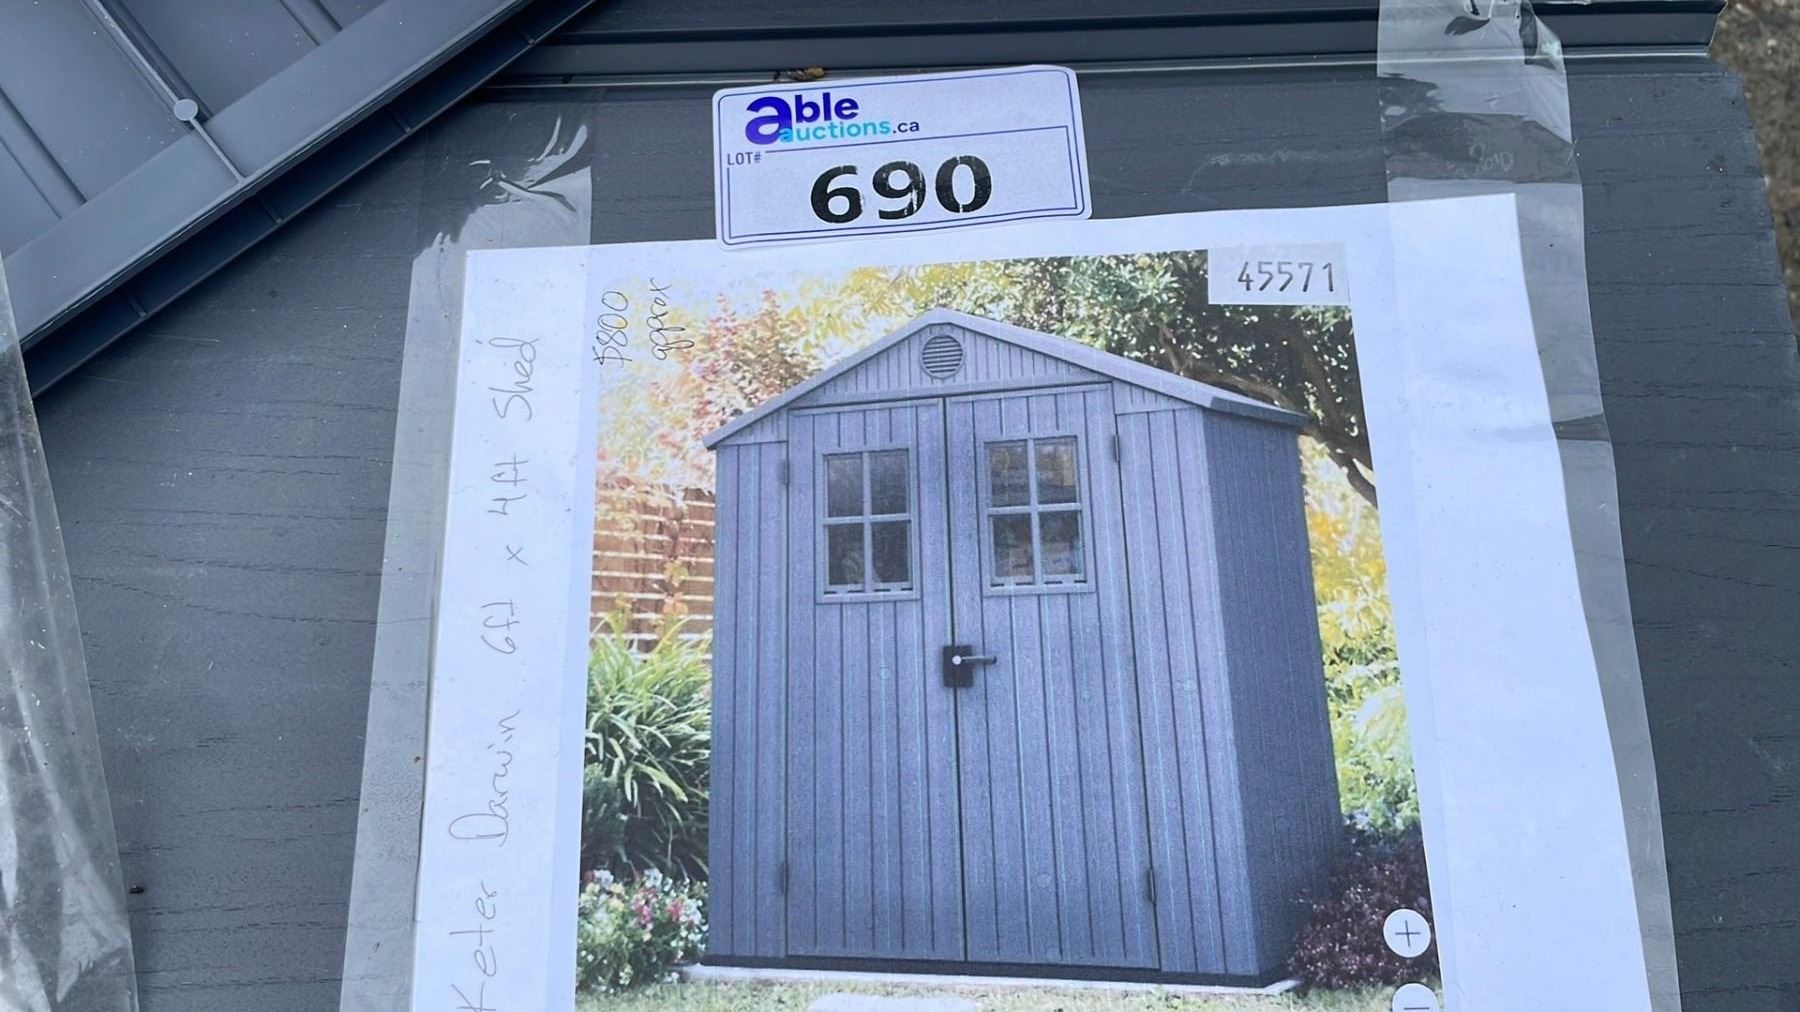 able
auctions.ca
LOT#
690
45571
$800
approx
Keter Darwin 6ft x 4ft Shed